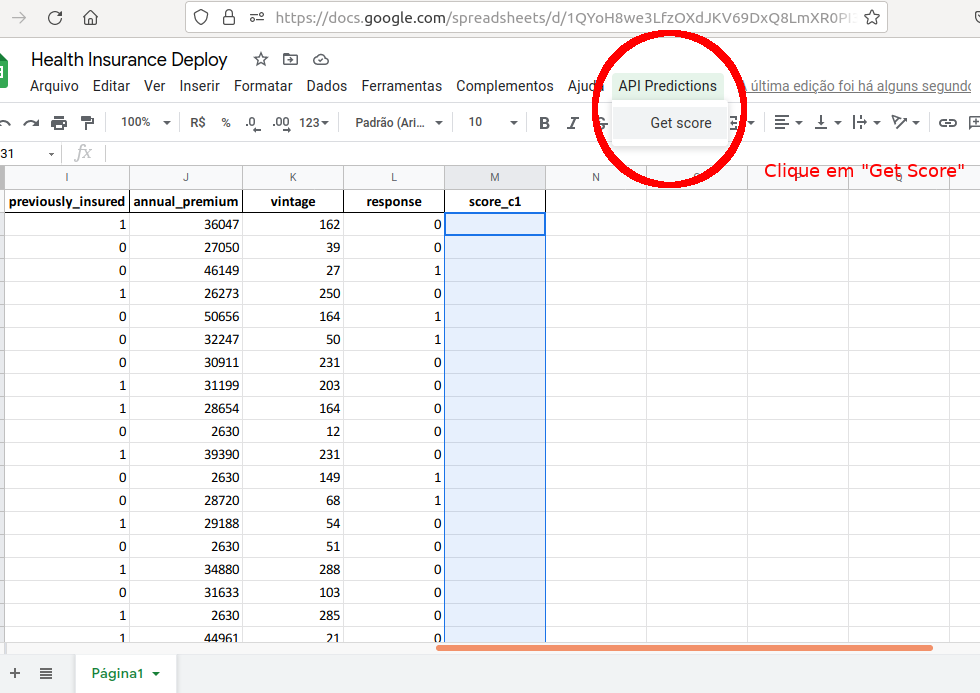 https://docs.google.com/spreadsheets/d/1QYoH8we3LfzOXdJKV69DxQ8LmXR0PI
Health Insurance Deploy
Arquivo Editar Ver Inserir Formatar Dados Ferramentas Complementos Ajuda API Predictions última edição foi há alguns segundo
100% R$ % .0 .00 123 Padrão (Ari... 10 B I S Get score
31 fx
Clique em "Get Score"
I J K L M N O P Q
previously_insured annual_premium vintage response score_c1
1 36047 162 0
0 27050 39 0
0 46149 27 1
1 26273 250 0
0 50656 164 1
0 32247 50 1
0 30911 231 0
1 31199 203 0
1 28654 164 0
0 2630 12 0
1 39390 231 0
0 2630 149 1
0 28720 68 1
1 29188 54 0
0 2630 51 0
1 34880 288 0
0 31633 103 0
1 2630 285 0
1 44961 21 0
Página1